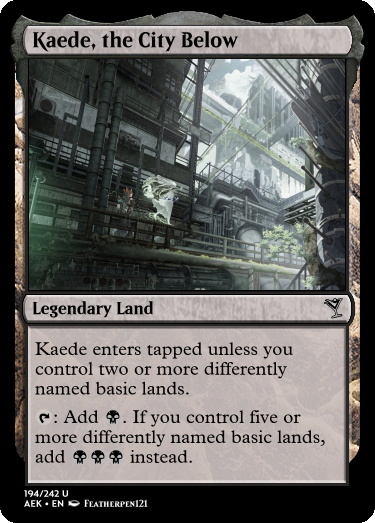 Kaede, the City Below
Legendary Land
Kaede enters tapped unless you
control two or more differently
named basic lands.
: Add . If you control five or
more differently named basic lands,
add instead.
194/242 U
AEK • EN Featherpen121